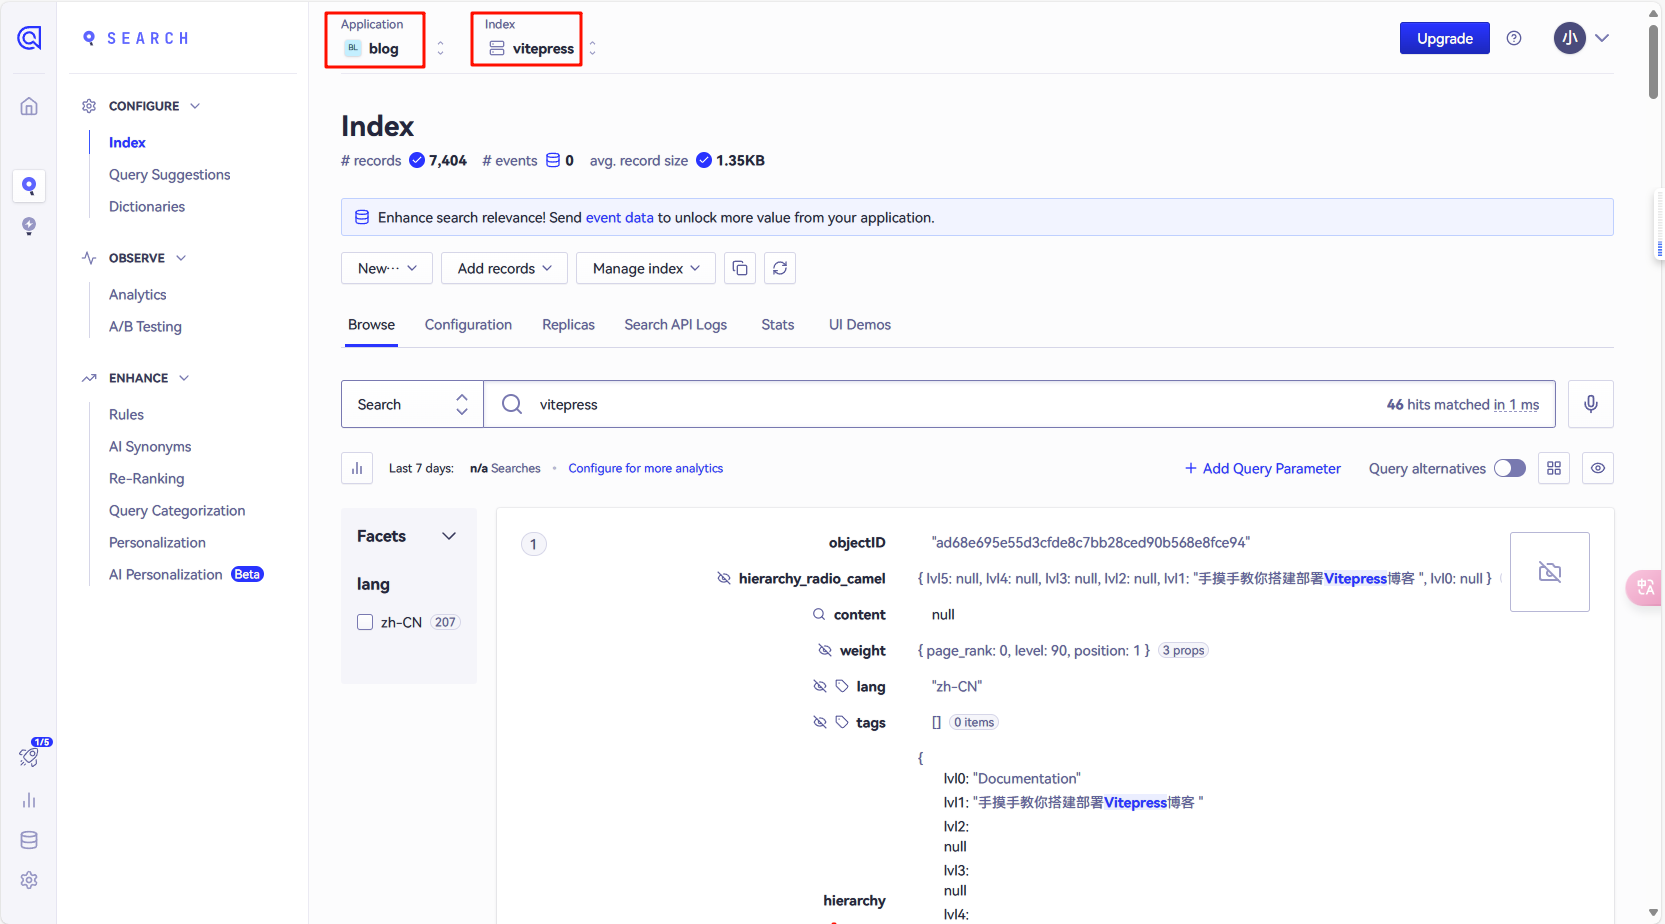 SEARCH
Application
BL blog
Index
vitepress
Upgrade
小
CONFIGURE
Index
Query Suggestions
Dictionaries
OBSERVE
Analytics
A/B Testing
ENHANCE
Rules
AI Synonyms
Re-Ranking
Query Categorization
Personalization
AI Personalization Beta
1/5
Index
# records 7,404 # events 0 avg. record size 1.35KB
Enhance search relevance! Send event data to unlock more value from your application.
New··· Add records Manage index
Browse Configuration Replicas Search API Logs Stats UI Demos
Search vitepress 46 hits matched in 1 ms
Last 7 days: n/a Searches • Configure for more analytics + Add Query Parameter Query alternatives
Facets
lang
zh-CN 207
1
objectID "ad68e695e55d3cfde8c7bb28ced90b568e8fce94"
hierarchy_radio_camel { lvl5: null, lvl4: null, lvl3: null, lvl2: null, lvl1: "手摸手教你搭建部署Vitepress博客 ", lvl0: null }
content null
weight { page_rank: 0, level: 90, position: 1 } 3 props
lang "zh-CN"
tags [] 0 items
{
lvl0: "Documentation"
lvl1: "手摸手教你搭建部署Vitepress博客 "
lvl2:
null
lvl3:
null
hierarchy
lvl4:
中A